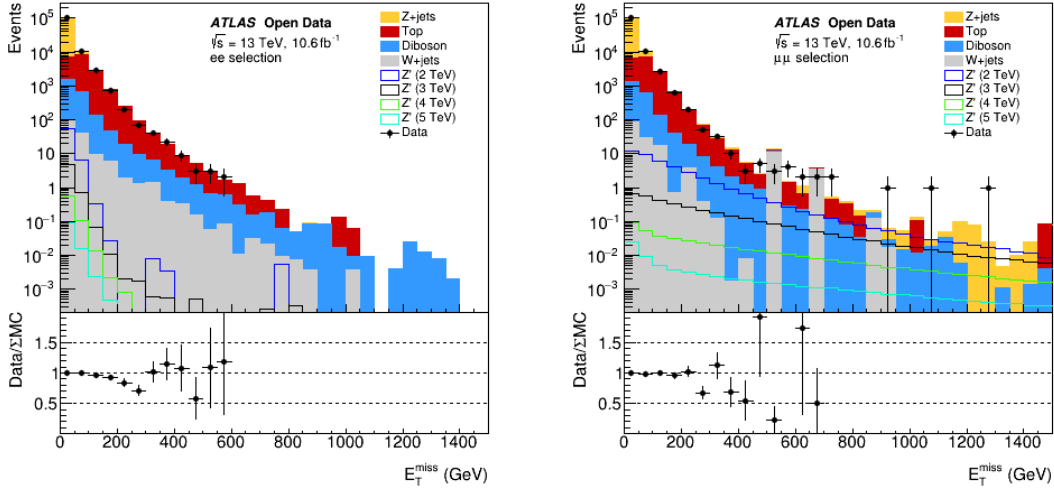 Events
10⁵
10⁴
10³
10²
10
1
10⁻¹
10⁻²
10⁻³
ATLAS Open Data
√s = 13 TeV, 10.6 fb⁻¹
ee selection
Z+jets
Top
Diboson
W+jets
Z' (2 TeV)
Z' (3 TeV)
Z' (4 TeV)
Z' (5 TeV)
Data
Data/ΣMC
1.5
1
0.5
0 200 400 600 800 1000 1200 1400
E_T^miss (GeV)
Events
10⁵
10⁴
10³
10²
10
1
10⁻¹
10⁻²
10⁻³
ATLAS Open Data
√s = 13 TeV, 10.6 fb⁻¹
μμ selection
Z+jets
Top
Diboson
W+jets
Z' (2 TeV)
Z' (3 TeV)
Z' (4 TeV)
Z' (5 TeV)
Data
Data/ΣMC
1.5
1
0.5
0 200 400 600 800 1000 1200 1400
E_T^miss (GeV)